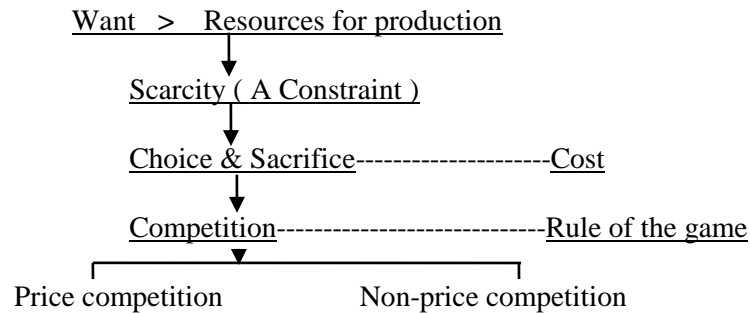 Want > Resources for production
Scarcity ( A Constraint )
Choice & Sacrifice---------------------Cost
Competition-----------------------------Rule of the game
Price competition Non-price competition